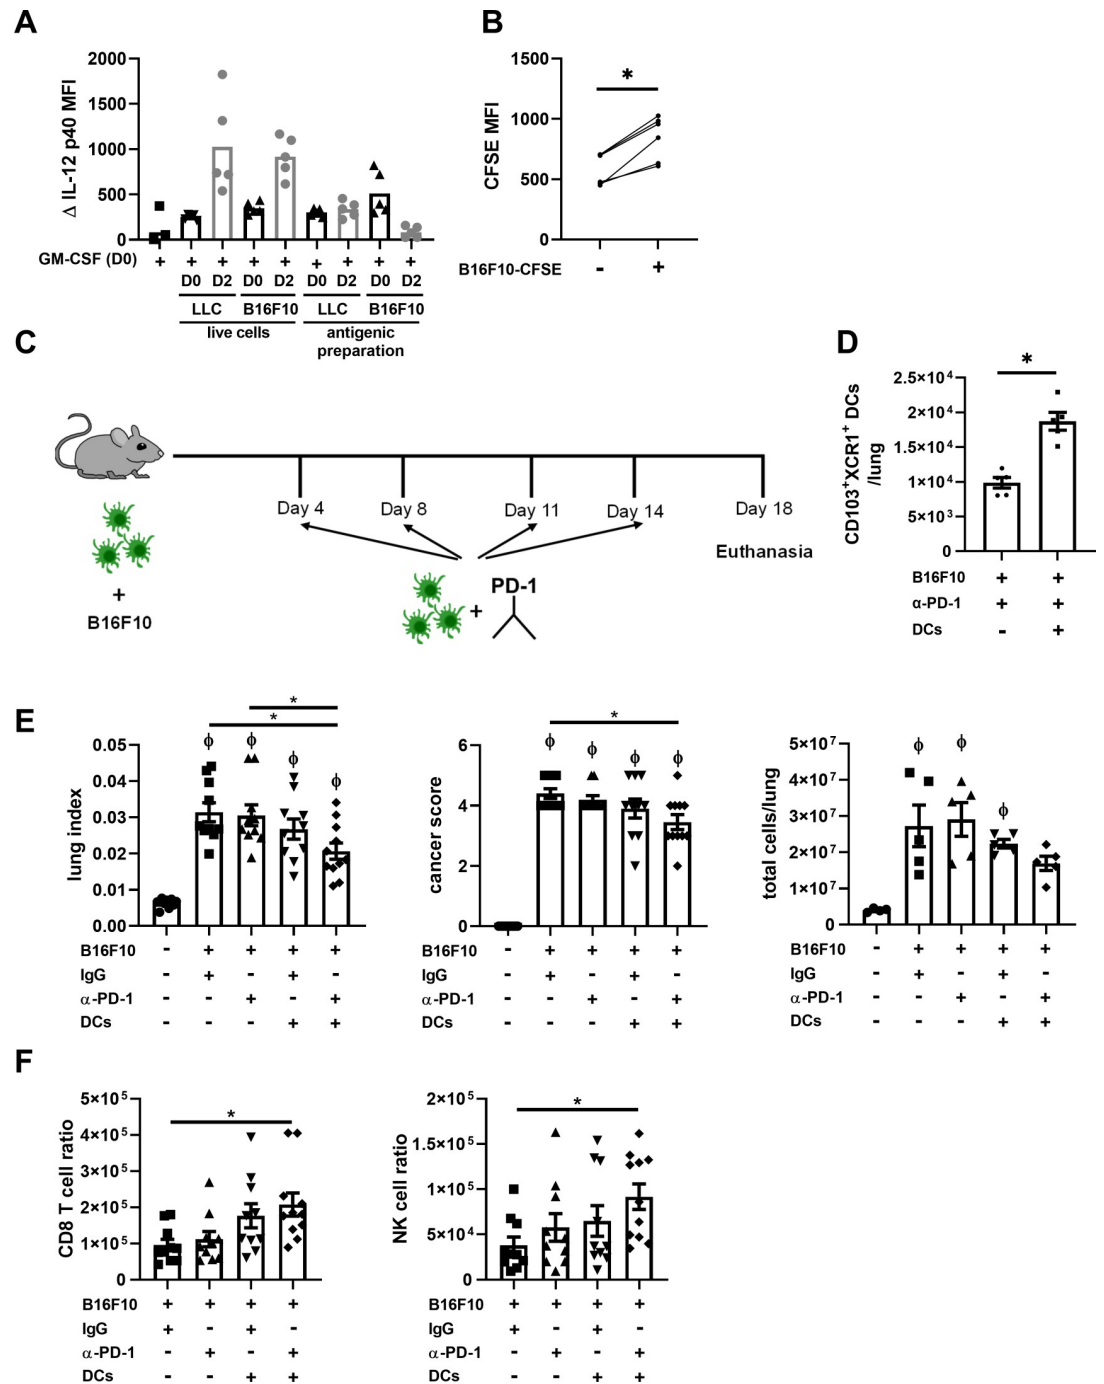 A
Δ IL-12 p40 MFI
2000
1500
1000
500
0
GM-CSF (D0) + + + + + + + + +
D0 D2 D0 D2 D0 D2 D0 D2
LLC B16F10 LLC B16F10
live cells antigenic preparation
B
CFSE MFI
1500
1000
500
0
*
B16F10-CFSE - +
C
Day 4 Day 8 Day 11 Day 14 Day 18
Euthanasia
+
B16F10
+
PD-1
D
CD103+XCR1+ DCs
/lung
2.5×10⁴
2×10⁴
1.5×10⁴
1×10⁴
5×10³
0
*
B16F10 + +
α-PD-1 + +
DCs - +
E
lung index
0.05
0.04
0.03
0.02
0.01
0.00
*
*
ϕ ϕ ϕ ϕ
B16F10 - + + + +
IgG - + - + -
α-PD-1 - - + - +
DCs - - - + +
cancer score
6
4
2
0
*
ϕ ϕ ϕ ϕ
B16F10 - + + + +
IgG - + - + -
α-PD-1 - - + - +
DCs - - - + +
total cells/lung
5×10⁷
4×10⁷
3×10⁷
2×10⁷
1×10⁷
0
ϕ ϕ ϕ
B16F10 - + + + +
IgG - + - + -
α-PD-1 - - + - +
DCs - - - + +
F
CD8 T cell ratio
5×10⁵
4×10⁵
3×10⁵
2×10⁵
1×10⁵
0
*
B16F10 + + + +
IgG + - + -
α-PD-1 - + - +
DCs - - + +
NK cell ratio
2×10⁵
1.5×10⁵
1×10⁵
5×10⁴
0
*
B16F10 + + + +
IgG + - + -
α-PD-1 - + - +
DCs - - + +